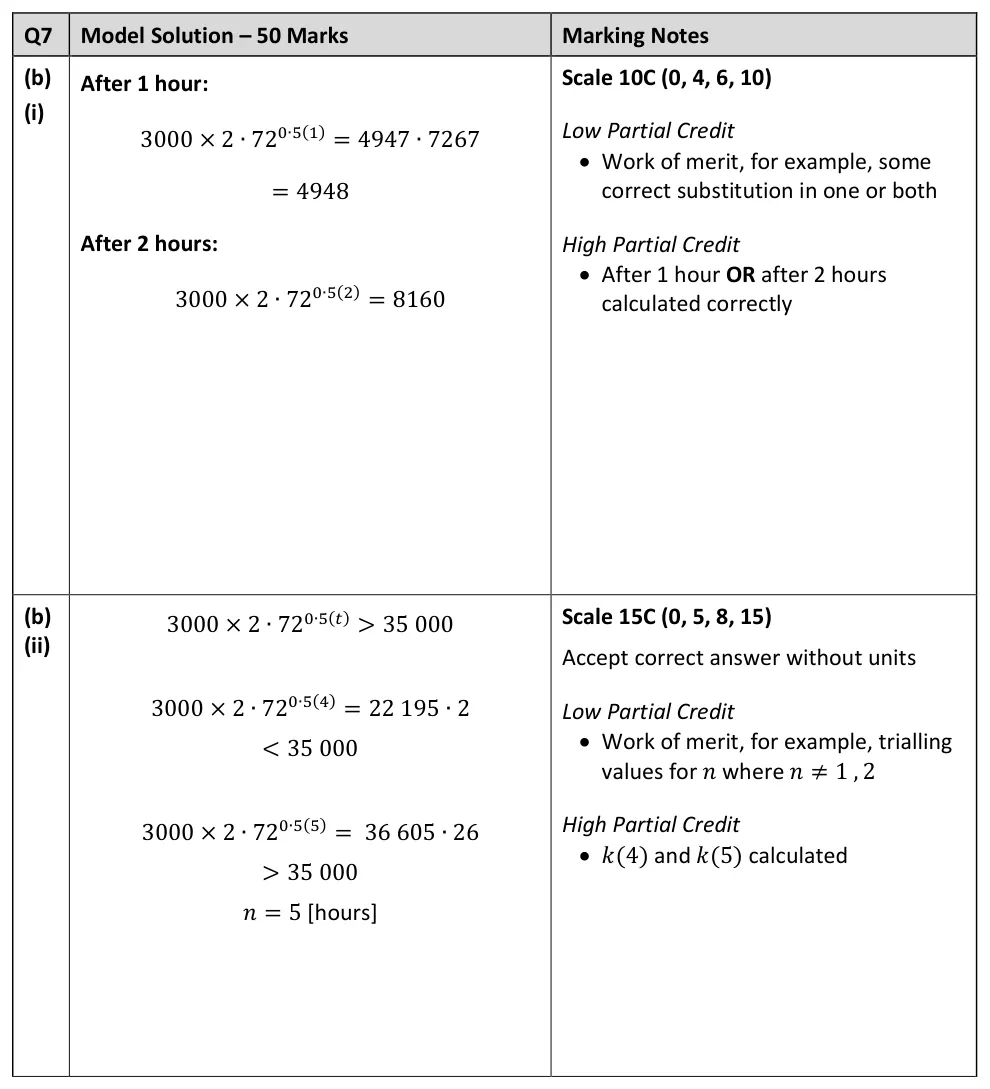 Q7 Model Solution – 50 Marks Marking Notes
(b)
(i)
After 1 hour:
3000 × 2 · 72^{0·5(1)} = 4947 · 7267
= 4948
After 2 hours:
3000 × 2 · 72^{0·5(2)} = 8160
Scale 10C (0, 4, 6, 10)
Low Partial Credit
• Work of merit, for example, some
correct substitution in one or both
High Partial Credit
• After 1 hour OR after 2 hours
calculated correctly
(b)
(ii)
3000 × 2 · 72^{0·5(t)} > 35 000
3000 × 2 · 72^{0·5(4)} = 22 195 · 2
< 35 000
3000 × 2 · 72^{0·5(5)} = 36 605 · 26
> 35 000
n = 5 [hours]
Scale 15C (0, 5, 8, 15)
Accept correct answer without units
Low Partial Credit
• Work of merit, for example, trialling
values for n where n ≠ 1 , 2
High Partial Credit
• k(4) and k(5) calculated